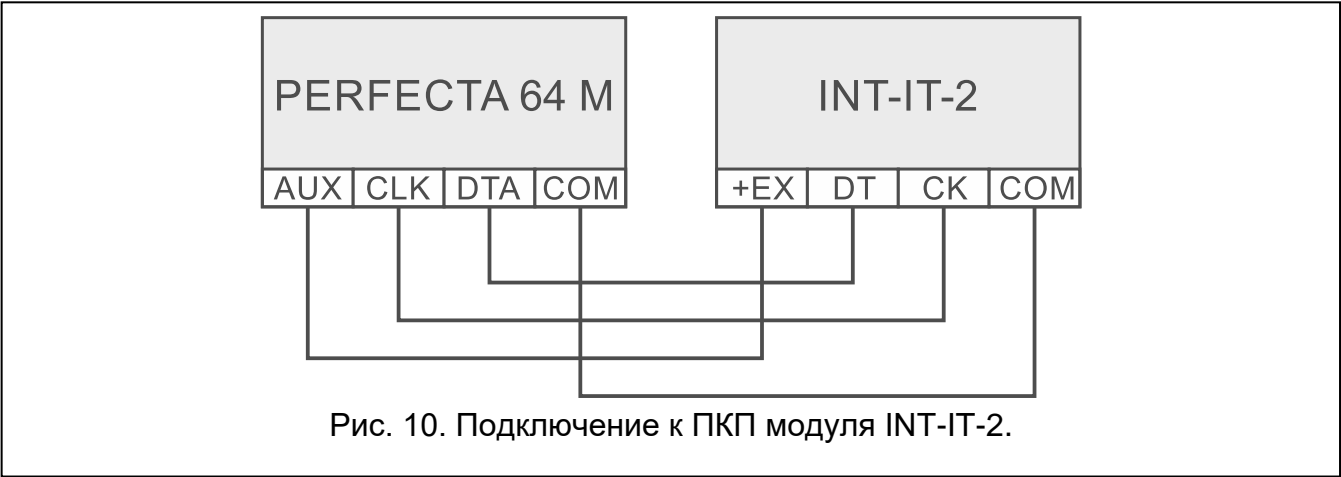 PERFECTA 64 M INT-IT-2
AUX CLK DTA COM +EX DT CK COM
Рис. 10. Подключение к ПКП модуля INT-IT-2.